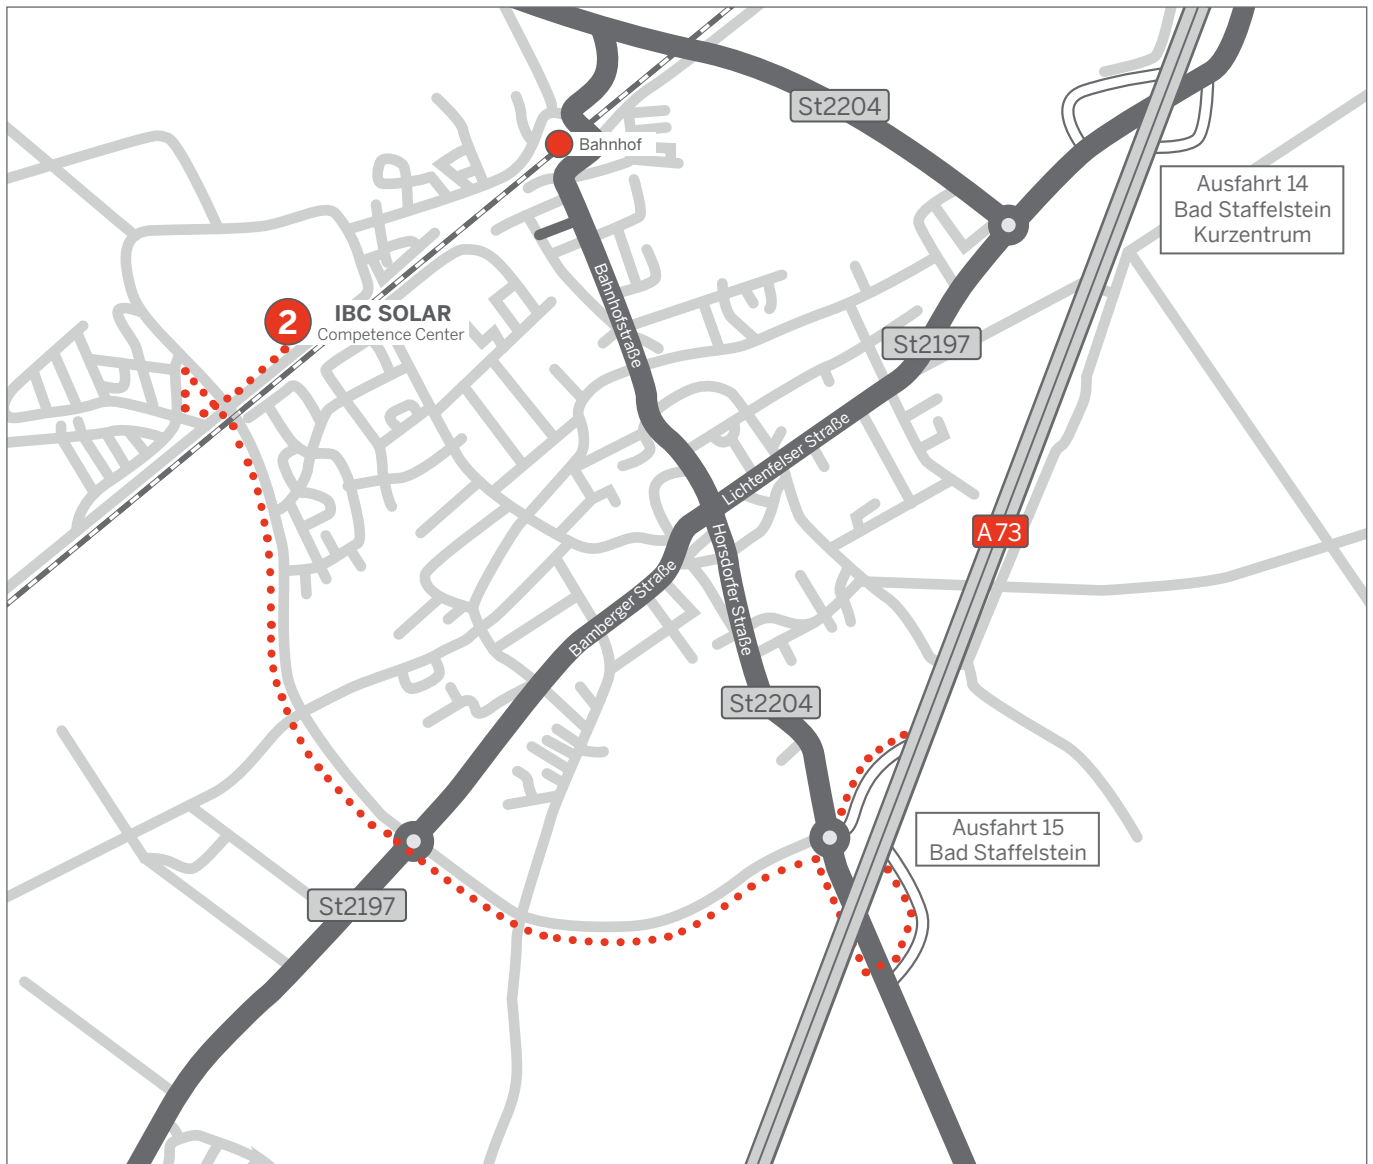 St2204
Bahnhof
Ausfahrt 14
Bad Staffelstein
Kurzentrum
Bahnhofstraße
2
IBC SOLAR
Competence Center
St2197
Lichtenfelser Straße
A73
Horsdorfer Straße
Bamberger Straße
St2204
Ausfahrt 15
Bad Staffelstein
St2197